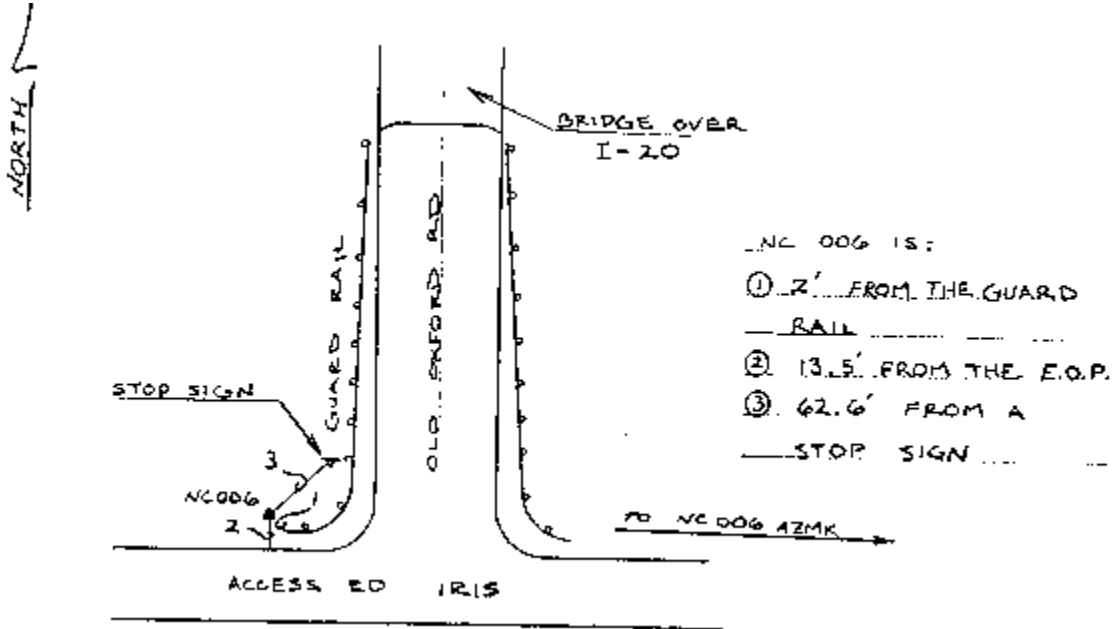 NORTH
BRIDGE OVER
I-20
GUARD RAIL
OLD OXFORD RD
NC 006 IS:
① 2' FROM THE GUARD
RAIL
② 13.5' FROM THE E.O.P.
③ 62.6' FROM A
STOP SIGN
STOP SIGN
3
NC006
2
TO NC 006 AZMK
ACCESS RD IRIS